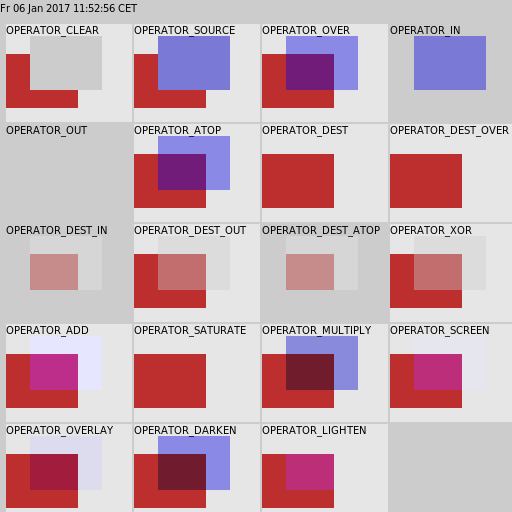 Fr 06 Jan 2017 11:52:56 CET
OPERATOR_CLEAR OPERATOR_SOURCE OPERATOR_OVER OPERATOR_IN
OPERATOR_OUT OPERATOR_ATOP OPERATOR_DEST OPERATOR_DEST_OVER
OPERATOR_DEST_IN OPERATOR_DEST_OUT OPERATOR_DEST_ATOP OPERATOR_XOR
OPERATOR_ADD OPERATOR_SATURATE OPERATOR_MULTIPLY OPERATOR_SCREEN
OPERATOR_OVERLAY OPERATOR_DARKEN OPERATOR_LIGHTEN